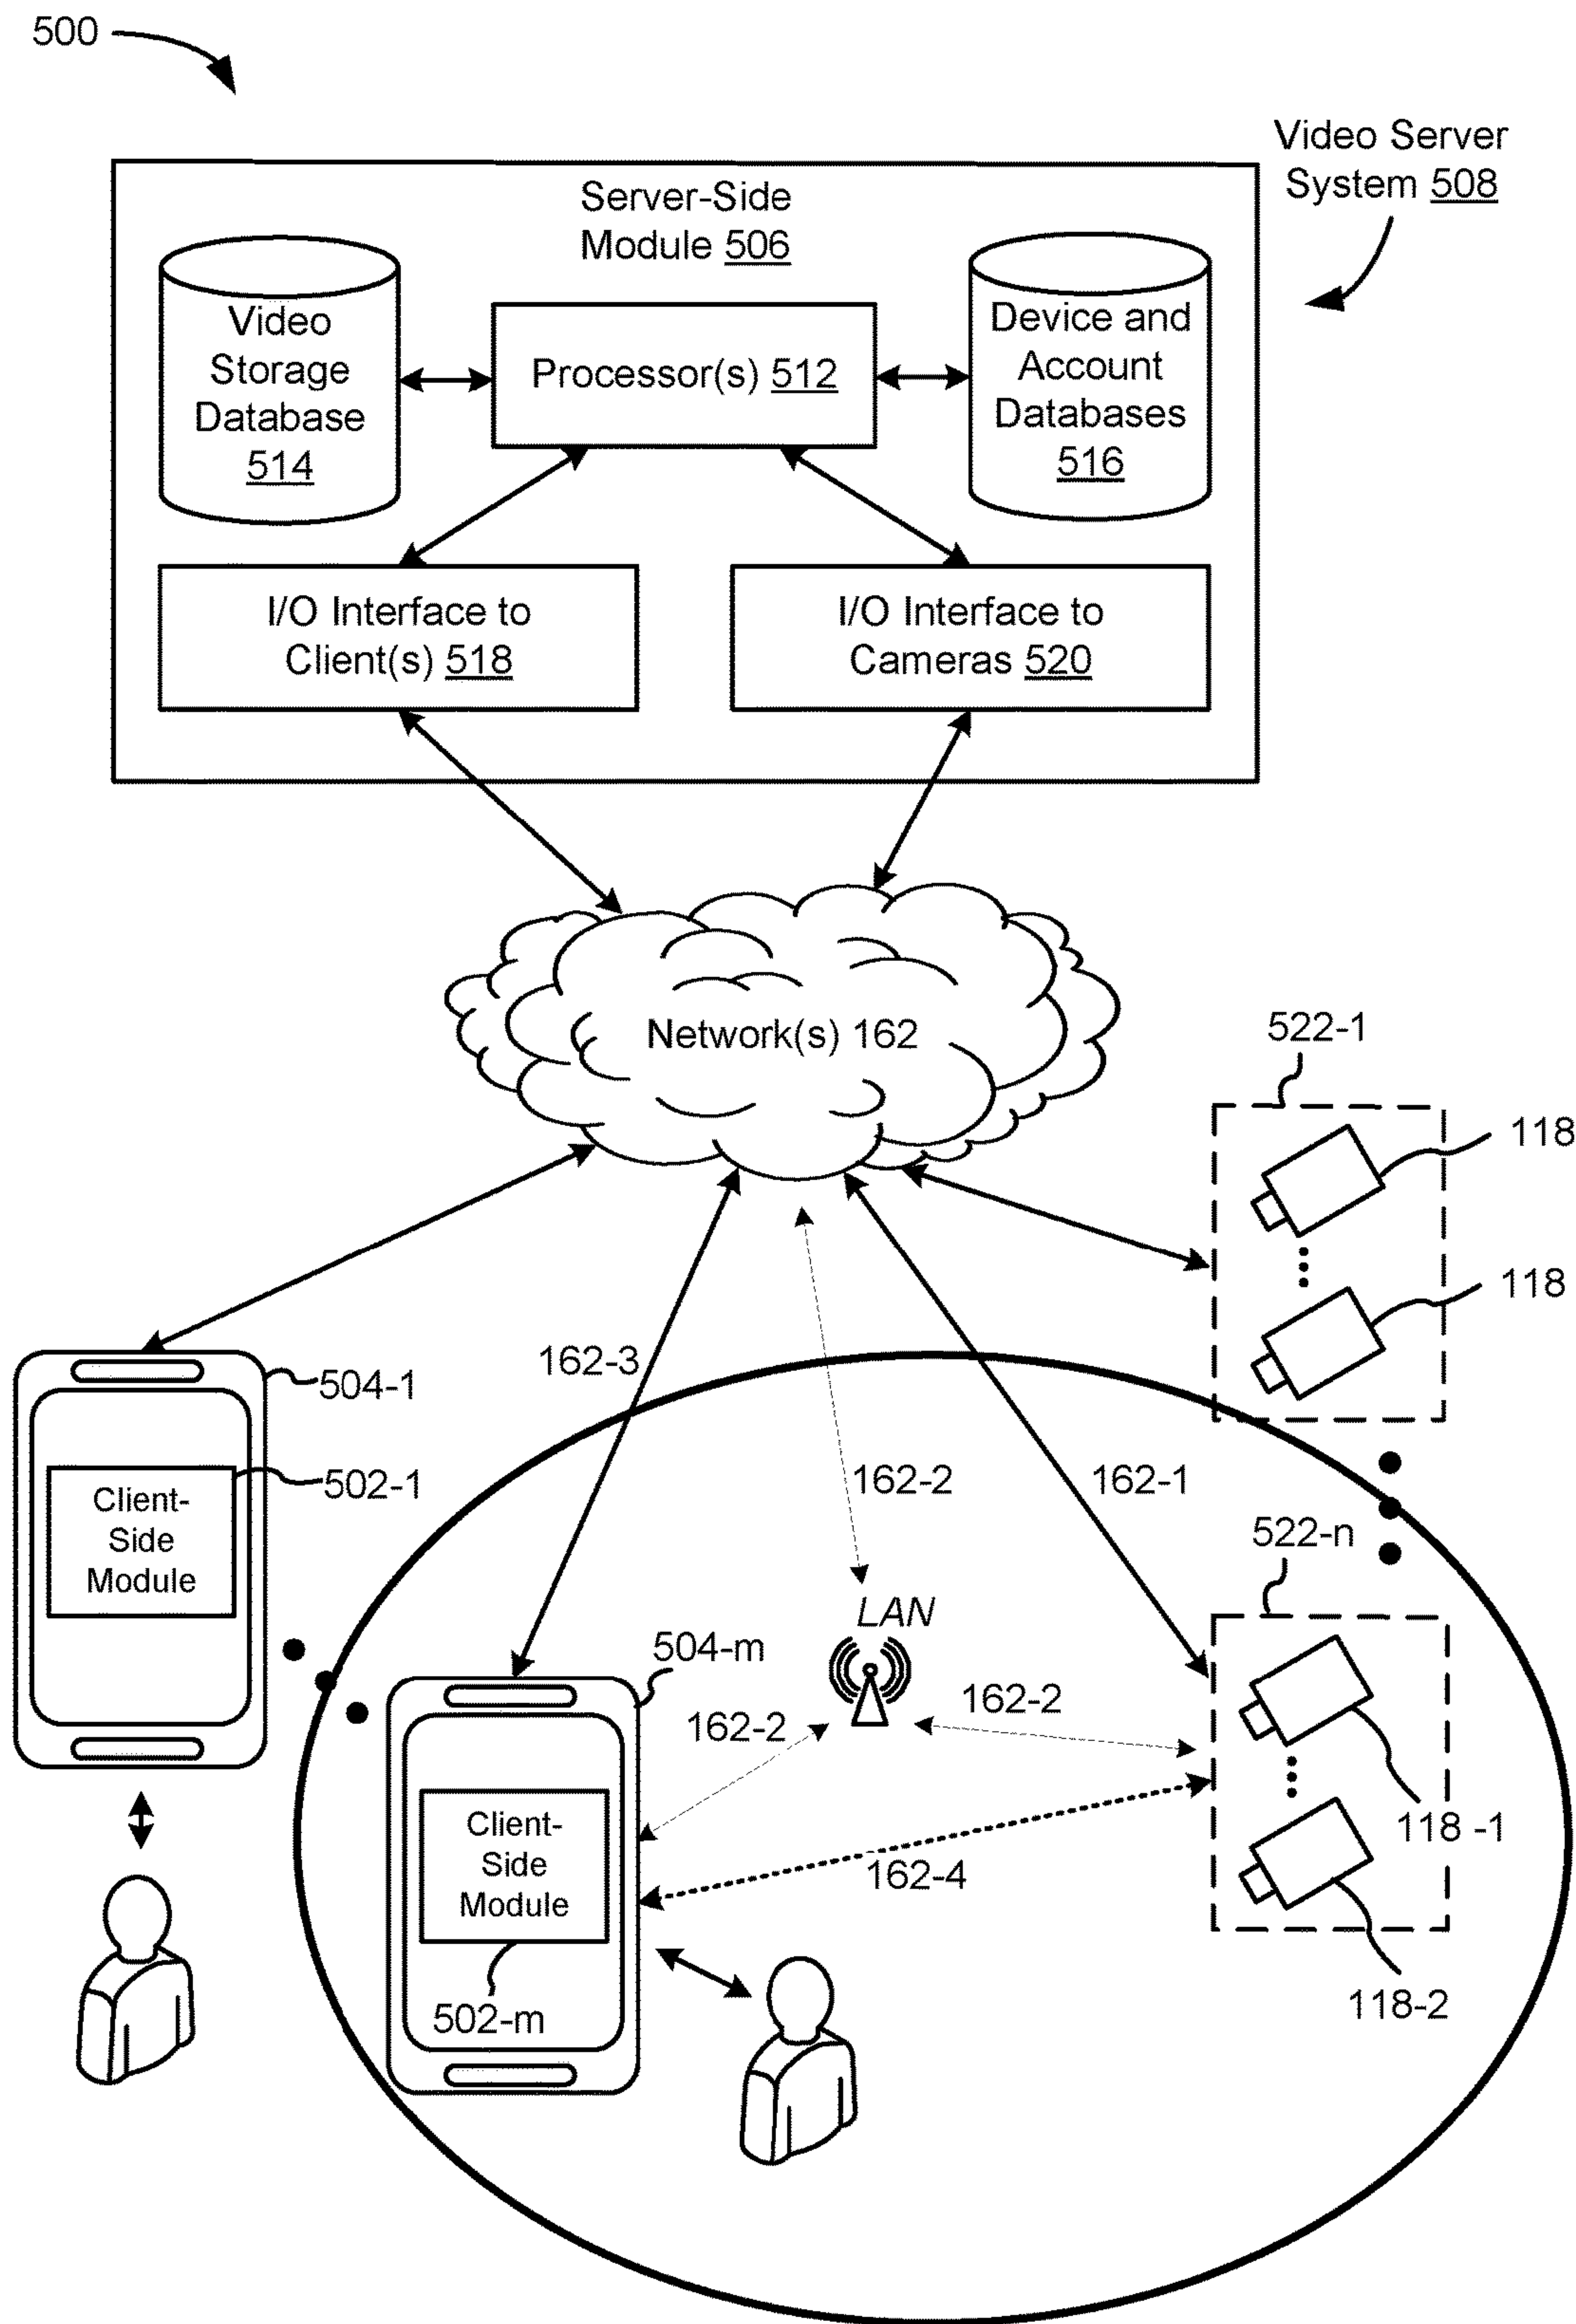 500
Video Server
System 508
Server-Side
Module 506
Video
Storage
Database
514
Processor(s) 512
Device and
Account
Databases
516
I/O Interface to
Client(s) 518
I/O Interface to
Cameras 520
Network(s) 162
522-1
118
118
162-3
504-1
502-1
Client-
Side
Module
162-2
162-1
522-n
LAN
504-m
162-2
162-2
Client-
Side
Module
118 -1
162-4
118-2
502-m